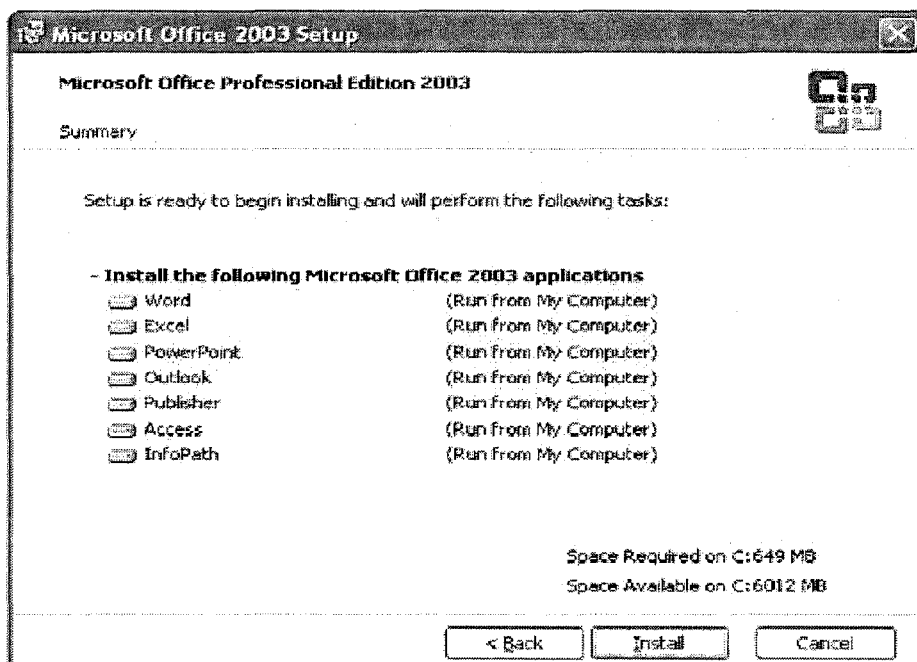 Microsoft Office 2003 Setup
Microsoft Office Professional Edition 2003
Summary
Setup is ready to begin installing and will perform the following tasks:
- Install the following Microsoft Office 2003 applications
Word (Run from My Computer)
Excel (Run from My Computer)
PowerPoint (Run from My Computer)
Outlook (Run from My Computer)
Publisher (Run from My Computer)
Access (Run from My Computer)
InfoPath (Run from My Computer)
Space Required on C:649 MB
Space Available on C:6012 MB
< Back Install Cancel